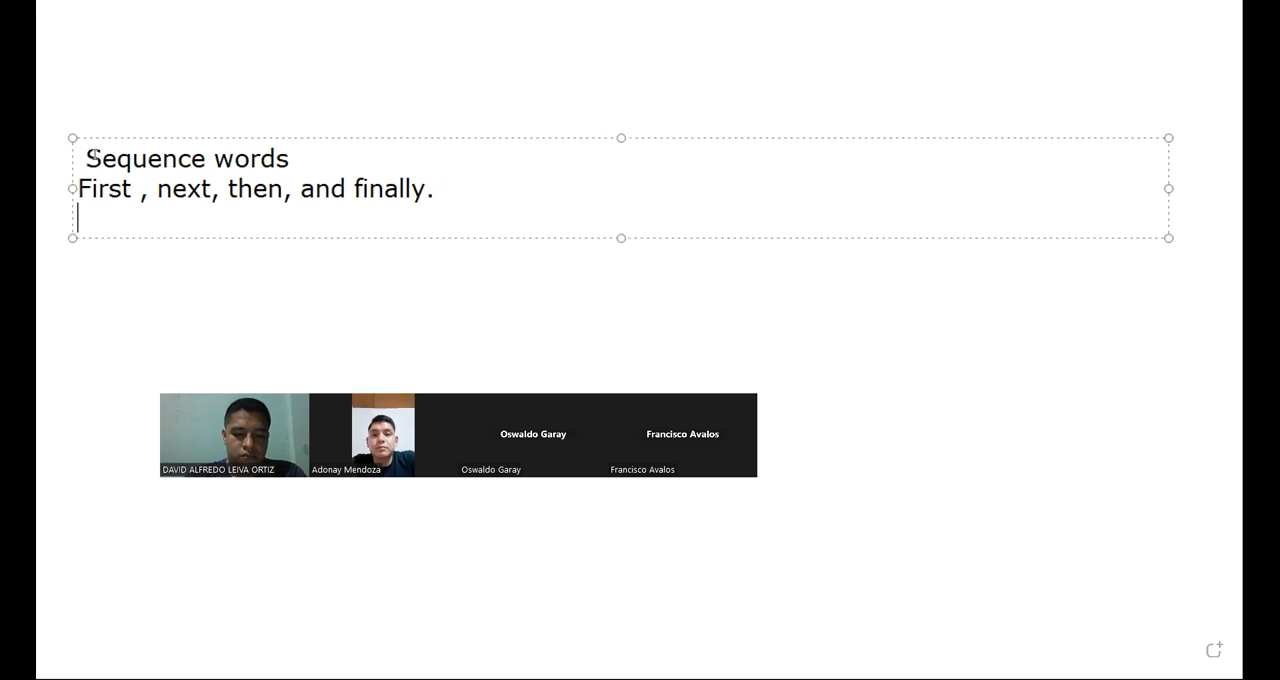 Sequence words
First , next, then, and finally.
Oswaldo Garay
Francisco Avalos
DAVID ALFREDO LEIVA ORTIZ
Adonay Mendoza
Oswaldo Garay
Francisco Avalos